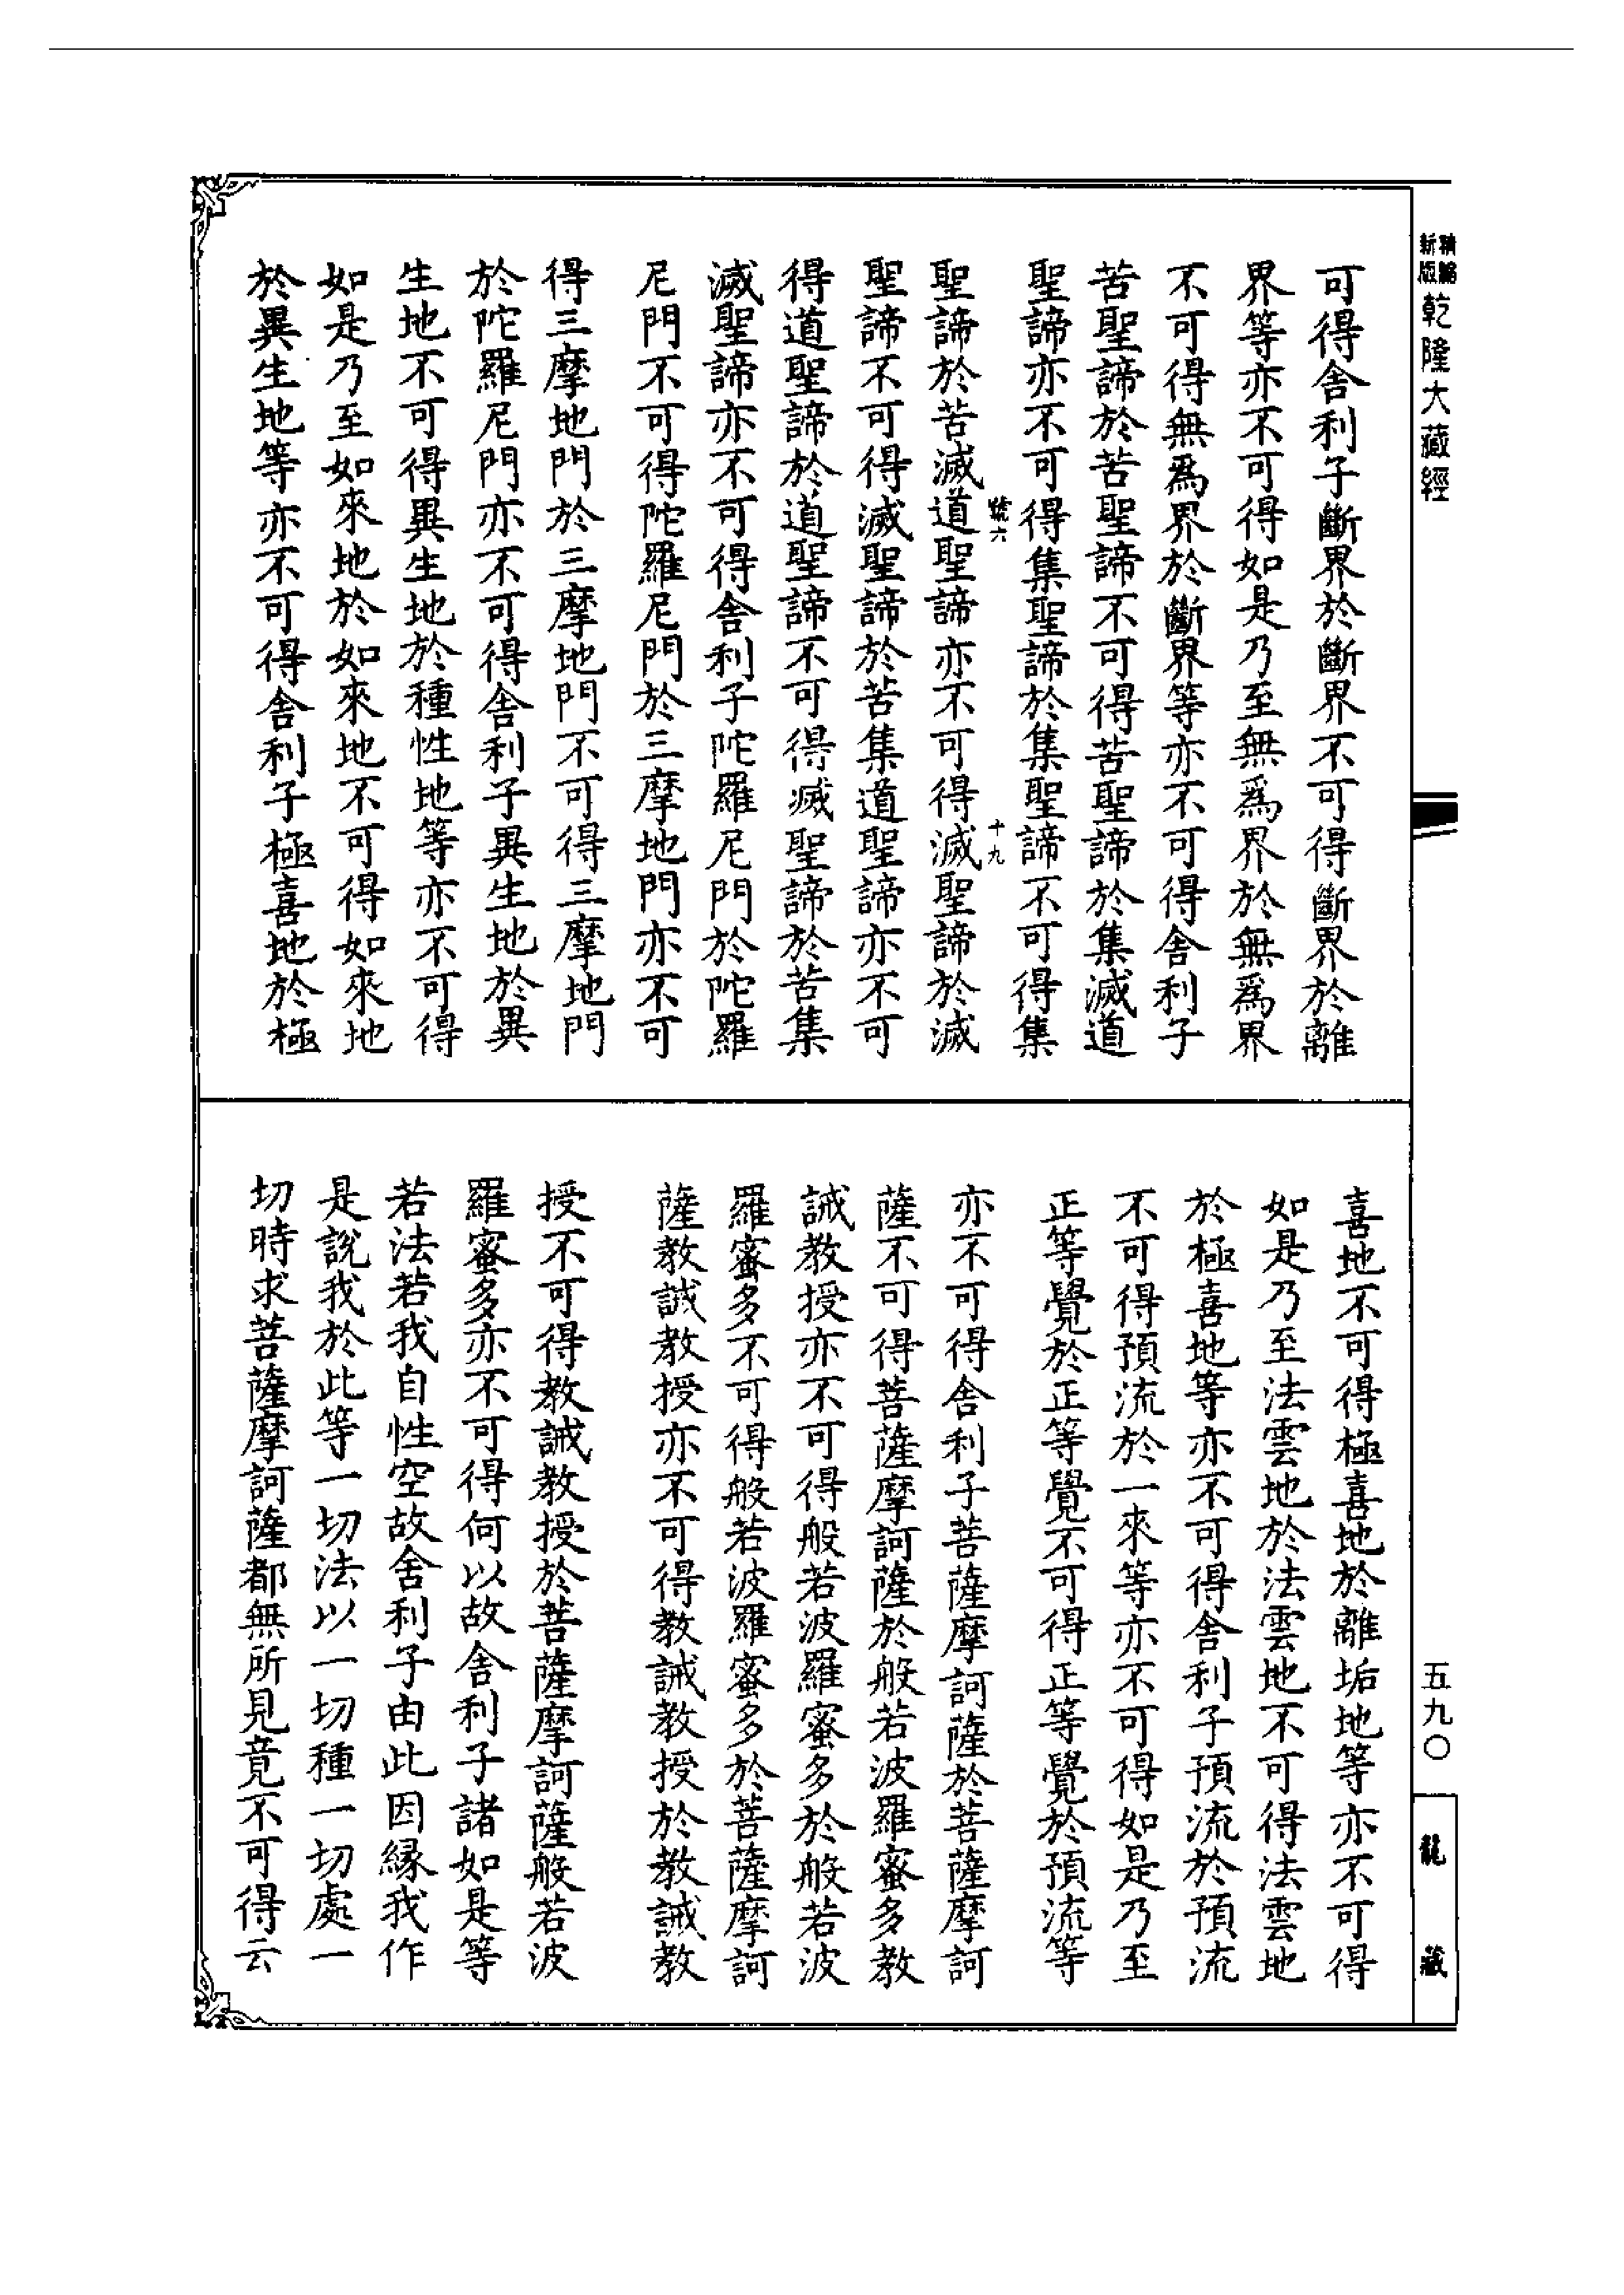 精編新版乾隆大藏經
可得舍利子斷界於斷界不可得斷界於離
界等亦不可得如是乃至無爲界於無爲界
不可得無爲界於斷界等亦不可得舍利子
苦聖諦於苦聖諦不可得苦聖諦於集滅道
聖諦亦不可得集聖諦於集聖諦不可得集
號六
十九
聖諦於苦滅道聖諦亦不可得滅聖諦於滅
聖諦不可得滅聖諦於苦集道聖諦亦不可
得道聖諦於道聖諦不可得滅聖諦於苦集
滅聖諦亦不可得舍利子陀羅尼門於陀羅
尼門不可得陀羅尼門於三摩地門亦不可
得三摩地門於三摩地門不可得三摩地門
於陀羅尼門亦不可得舍利子異生地於異
生地不可得異生地於種性地等亦不可得
如是乃至如來地於如來地不可得如來地
於異生地等亦不可得舍利子極喜地於極
喜地不可得極喜地於離垢地等亦不可得
如是乃至法雲地於法雲地不可得法雲地
於極喜地等亦不可得舍利子預流於預流
不可得預流於一來等亦不可得如是乃至
正等覺於正等覺不可得正等覺於預流等
亦不可得舍利子菩薩摩訶薩於菩薩摩訶
薩不可得菩薩摩訶薩於般若波羅蜜多教
誡教授亦不可得般若波羅蜜多於般若波
羅蜜多不可得般若波羅蜜多於菩薩摩訶
薩教誡教授亦不可得教誡教授於教誡教
授不可得教誡教授於菩薩摩訶薩般若波
羅蜜多亦不可得何以故舍利子諸如是等
若法若我自性空故舍利子由此因緣我作
是說我於此等一切法以一切種一切處一
切時求菩薩摩訶薩都無所見竟不可得云
五九〇
龍藏